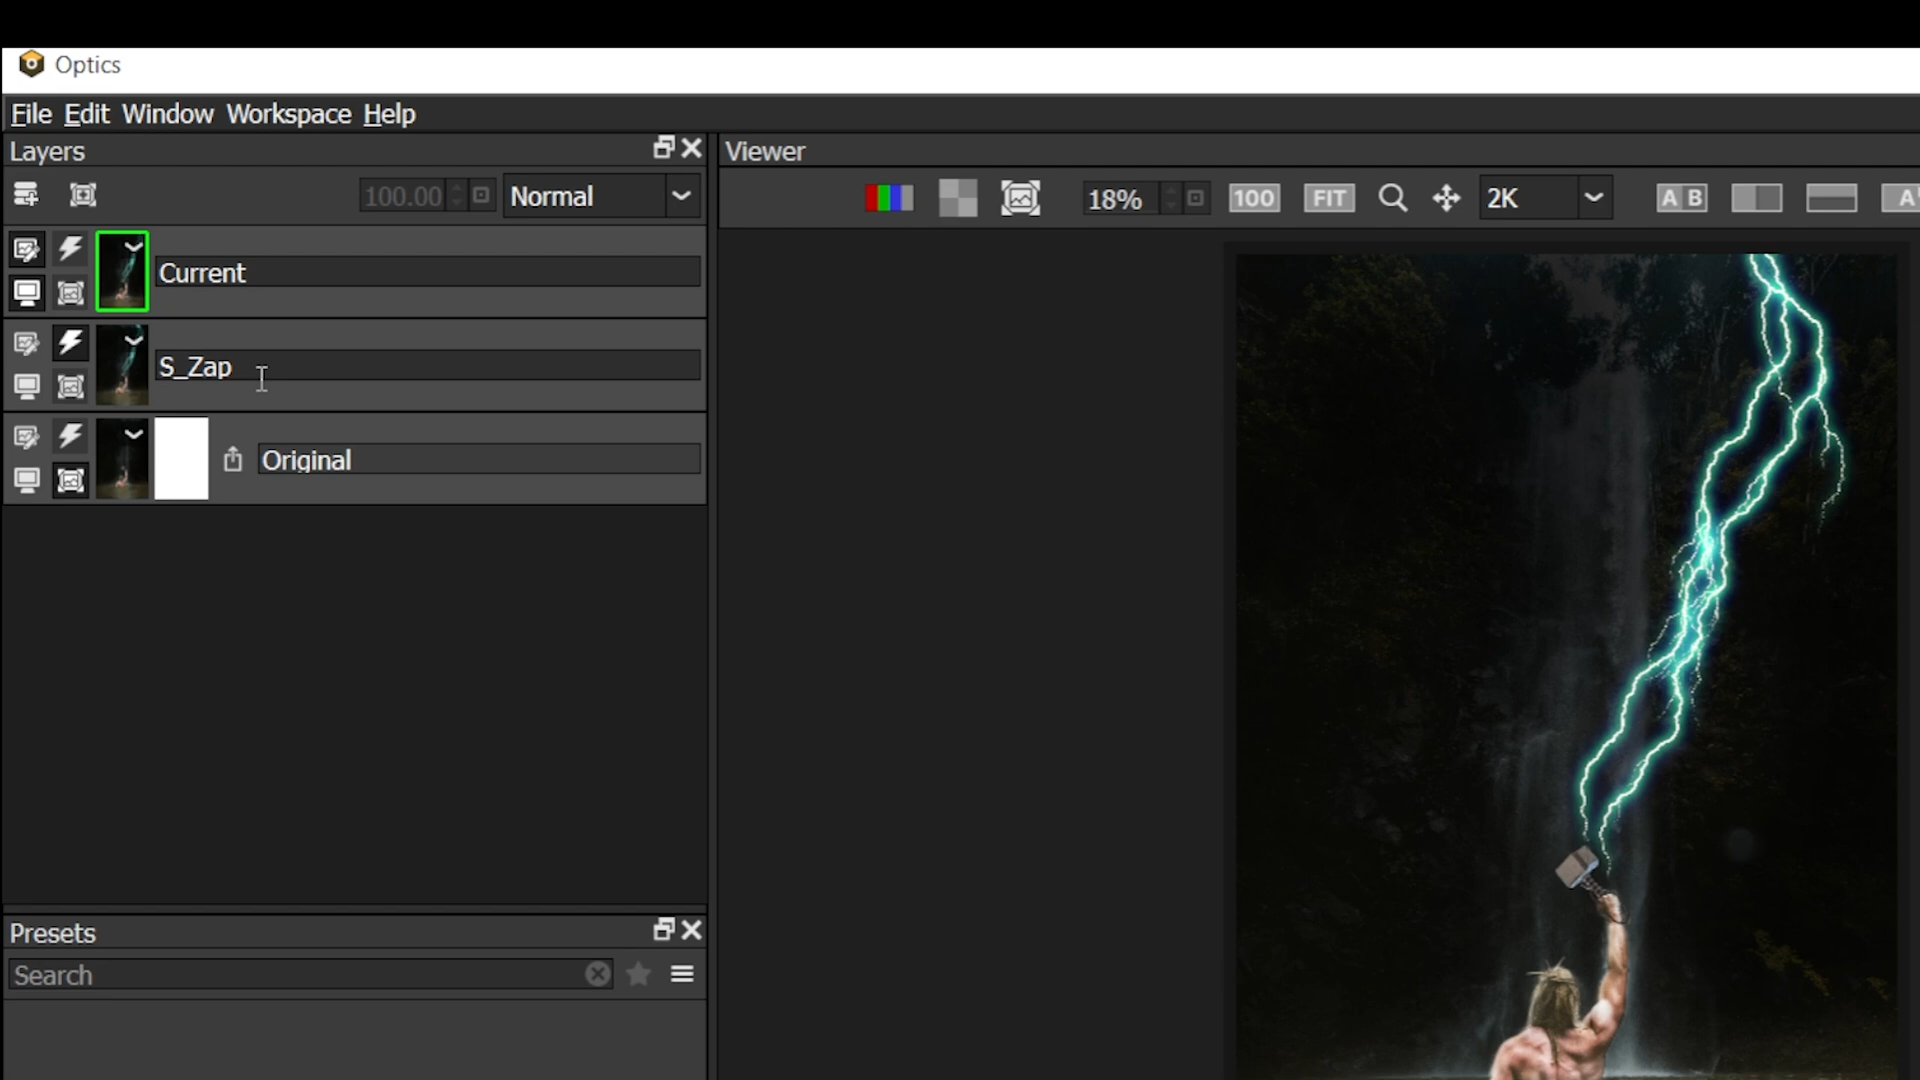 Optics
File Edit Window Workspace Help
Layers
Viewer
100.00
Normal
18%
100
FIT
2K
A B
A
Current
S_Zap
Original
Presets
Search